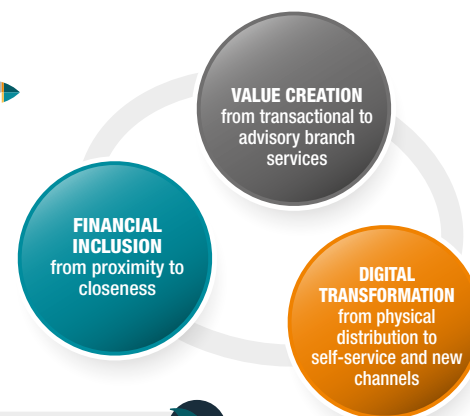 VALUE CREATION
from transactional to
advisory branch
services
FINANCIAL
INCLUSION
from proximity to
closeness
DIGITAL
TRANSFORMATION
from physical
distribution to
self-service and new
channels